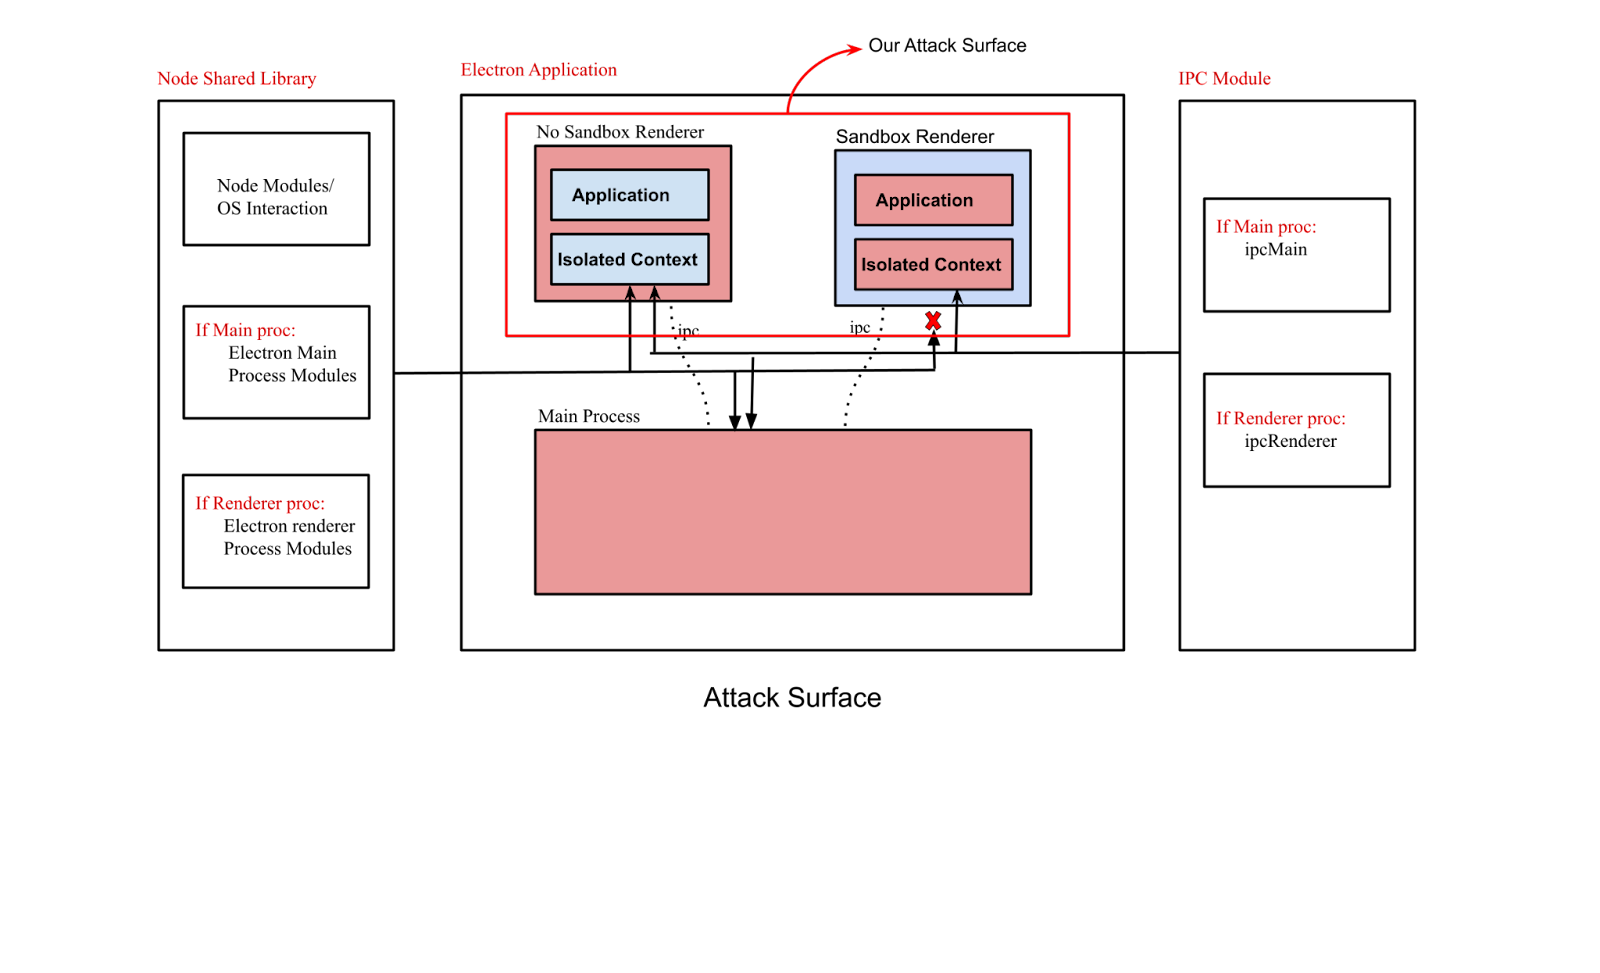 Our Attack Surface
Node Shared Library
Electron Application
IPC Module
No Sandbox Renderer
Sandbox Renderer
Node Modules/
OS Interaction
Application
Application
Isolated Context
Isolated Context
If Main proc:
ipcMain
If Main proc:
Electron Main
Process Modules
ipc
ipc
Main Process
If Renderer proc:
ipcRenderer
If Renderer proc:
Electron renderer
Process Modules
Attack Surface